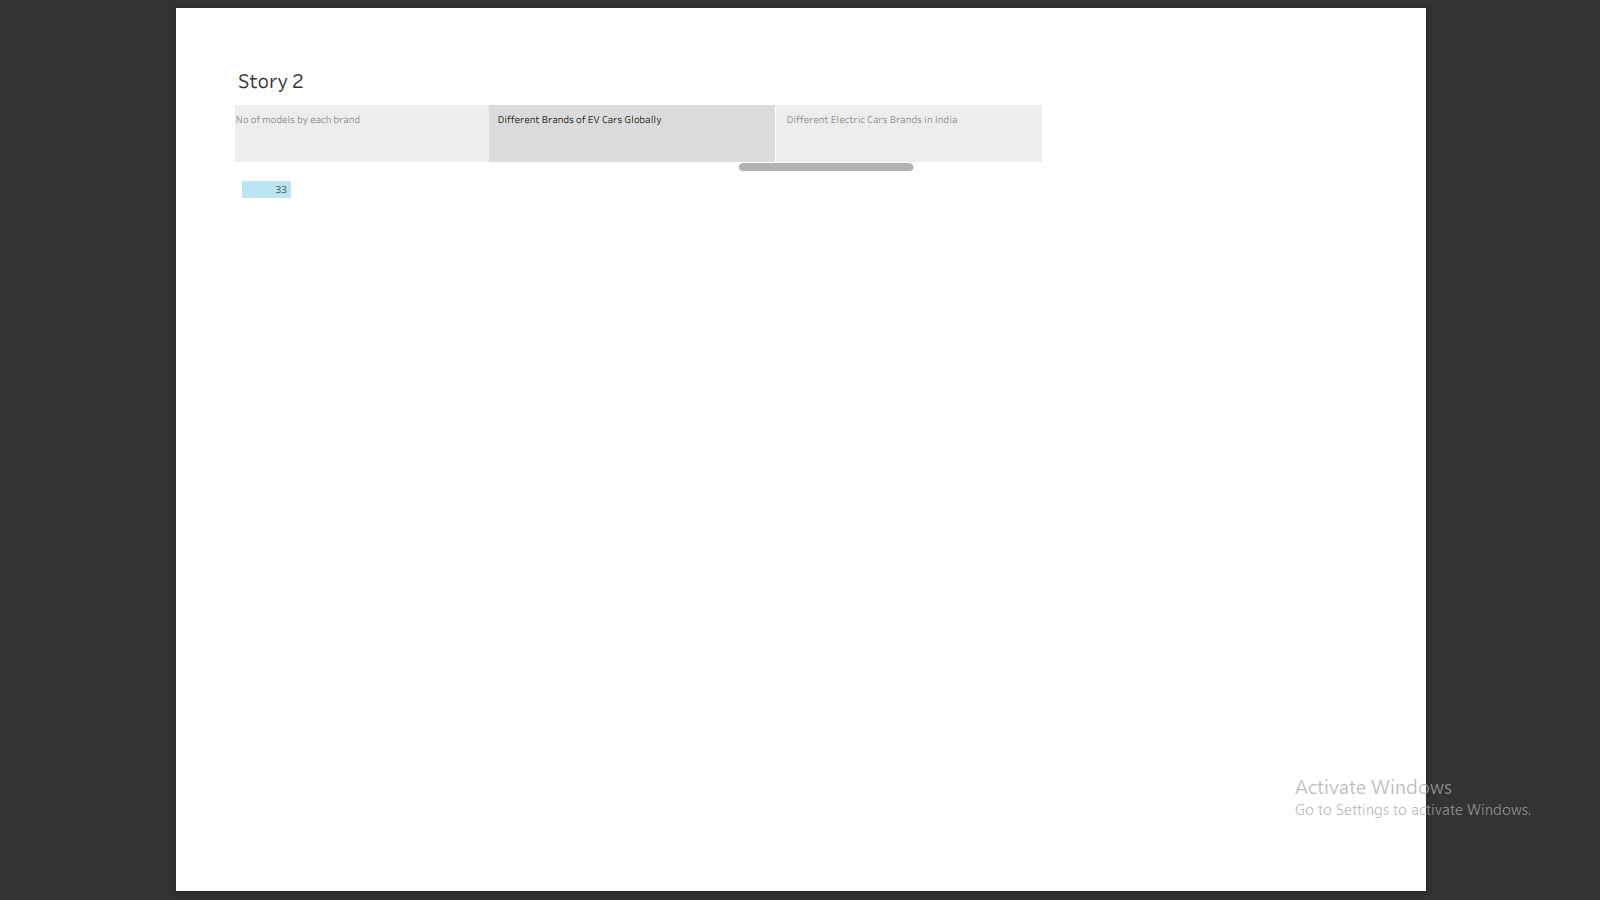 Story 2
No of models by each brand
Different Brands of EV Cars Globally
Different Electric Cars Brands in India
33
Activate Windows
Go to Settings to activate Windows.